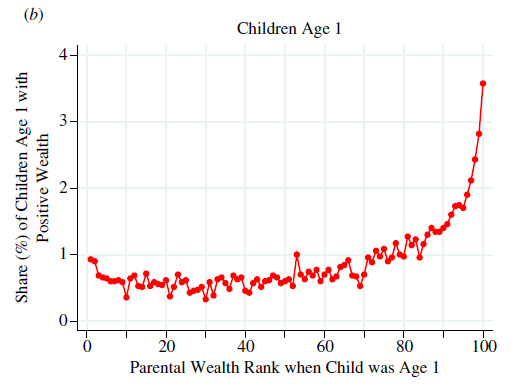 (b)
Children Age 1
4
3
2
1
0
Share (%) of Children Age 1 with
Positive Wealth
0 20 40 60 80 100
Parental Wealth Rank when Child was Age 1